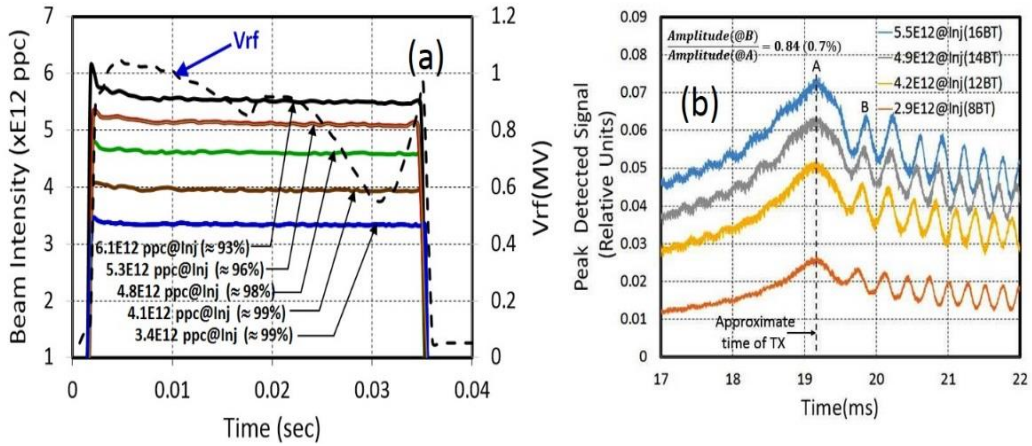 7
6
5
4
3
2
1
Beam Intensity (xE12 ppc)
Vrf
(a)
1.2
1
0.8
0.6
0.4
0.2
0
Vrf(MV)
6.1E12 ppc@Inj (≈ 93%)
5.3E12 ppc@Inj (≈ 96%)
4.8E12 ppc@Inj (≈ 98%)
4.1E12 ppc@Inj (≈ 99%)
3.4E12 ppc@Inj (≈ 99%)
0 0.01 0.02 0.03 0.04
Time (sec)
0.09
0.08
0.07
0.06
0.05
0.04
0.03
0.02
0.01
0
Peak Detected Signal
(Relative Units)
Amplitude(@B)
Amplitude(@A)
= 0.84 (0.7%)
5.5E12@Inj(16BT)
4.9E12@Inj(14BT)
4.2E12@Inj(12BT)
2.9E12@Inj(8BT)
A
B
(b)
Approximate
time of TX
17 18 19 20 21 22
Time(ms)